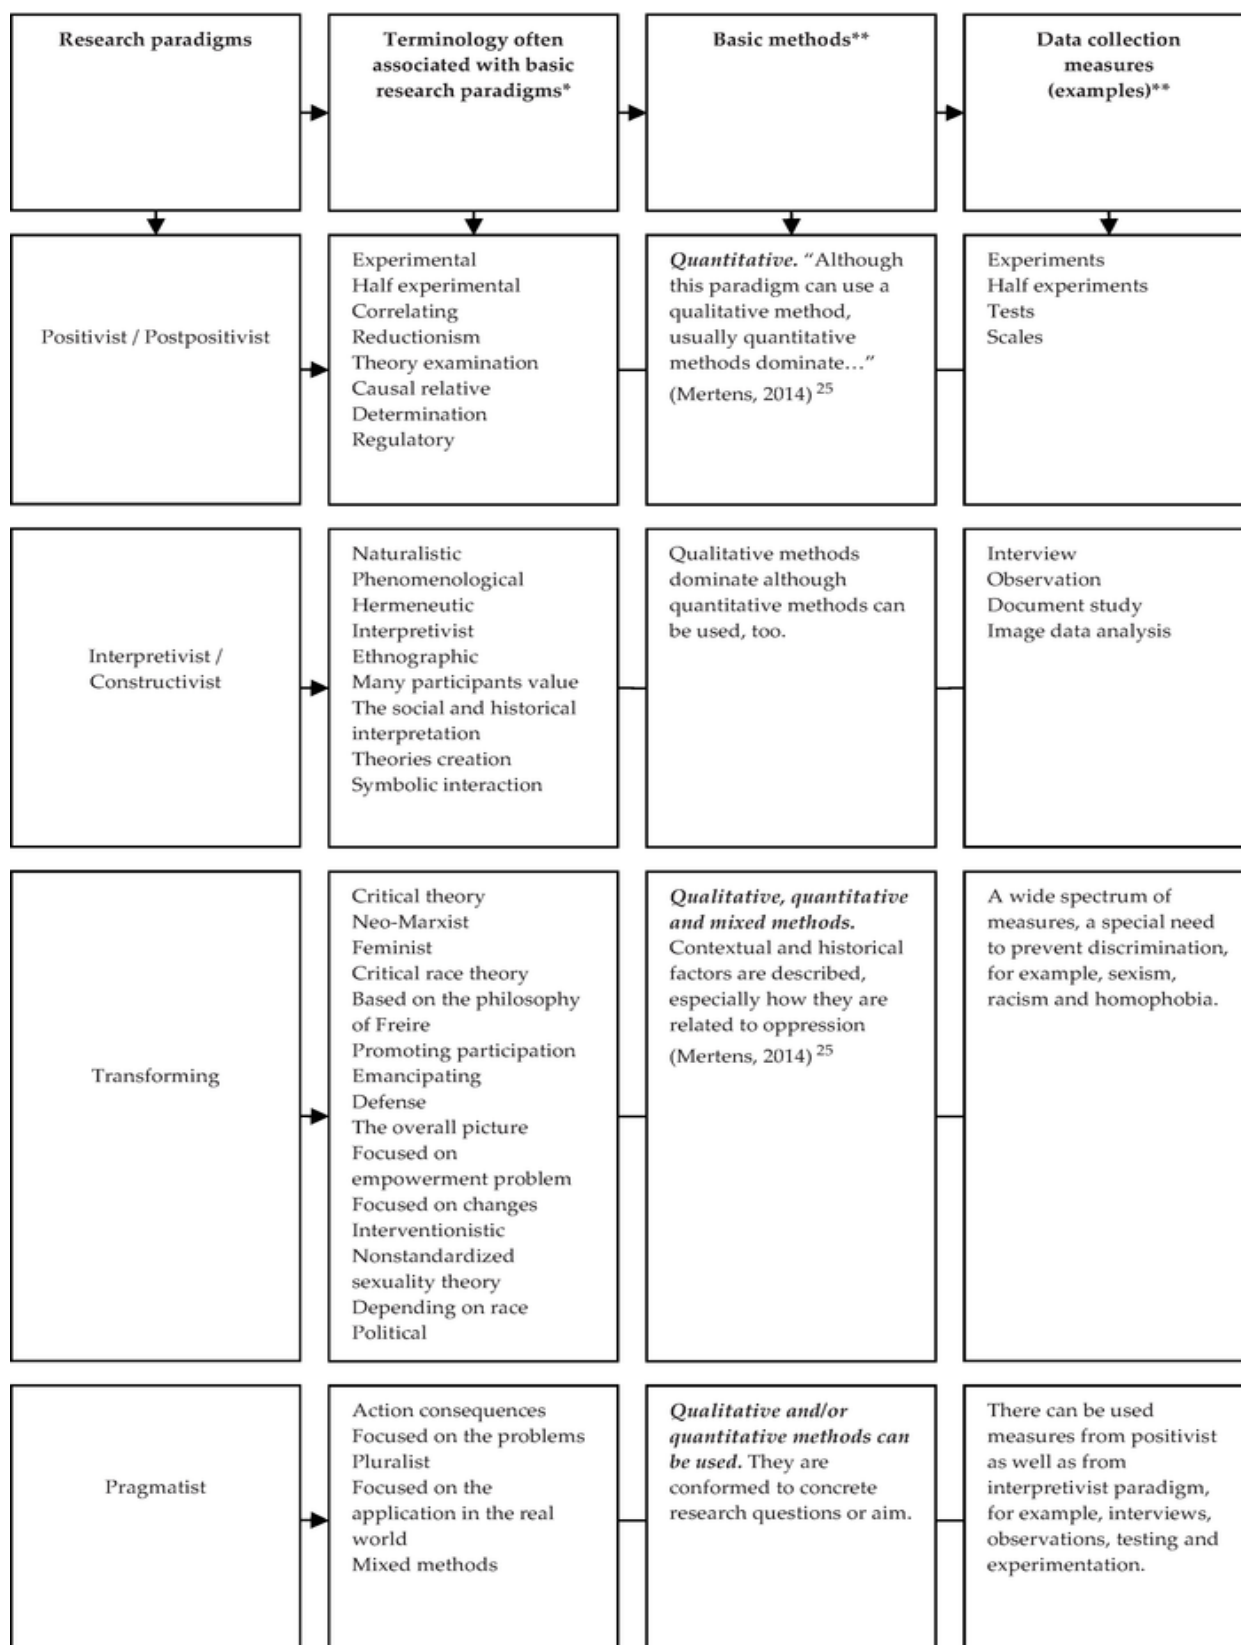 Research paradigms
Terminology often
associated with basic
research paradigms*
Basic methods**
Data collection
measures
(examples)**
Positivist / Postpositivist
Experimental
Half experimental
Correlating
Reductionism
Theory examination
Causal relative
Determination
Regulatory
Quantitative. “Although
this paradigm can use a
qualitative method,
usually quantitative
methods dominate…”
(Mertens, 2014) 25
Experiments
Half experiments
Tests
Scales
Interpretivist /
Constructivist
Naturalistic
Phenomenological
Hermeneutic
Interpretivist
Ethnographic
Many participants value
The social and historical
interpretation
Theories creation
Symbolic interaction
Qualitative methods
dominate although
quantitative methods can
be used, too.
Interview
Observation
Document study
Image data analysis
Transforming
Critical theory
Neo-Marxist
Feminist
Critical race theory
Based on the philosophy
of Freire
Promoting participation
Emancipating
Defense
The overall picture
Focused on
empowerment problem
Focused on changes
Interventionistic
Nonstandardized
sexuality theory
Depending on race
Political
Qualitative, quantitative
and mixed methods.
Contextual and historical
factors are described,
especially how they are
related to oppression
(Mertens, 2014) 25
A wide spectrum of
measures, a special need
to prevent discrimination,
for example, sexism,
racism and homophobia.
Pragmatist
Action consequences
Focused on the problems
Pluralist
Focused on the
application in the real
world
Mixed methods
Qualitative and/or
quantitative methods can
be used. They are
conformed to concrete
research questions or aim.
There can be used
measures from positivist
as well as from
interpretivist paradigm,
for example, interviews,
observations, testing and
experimentation.